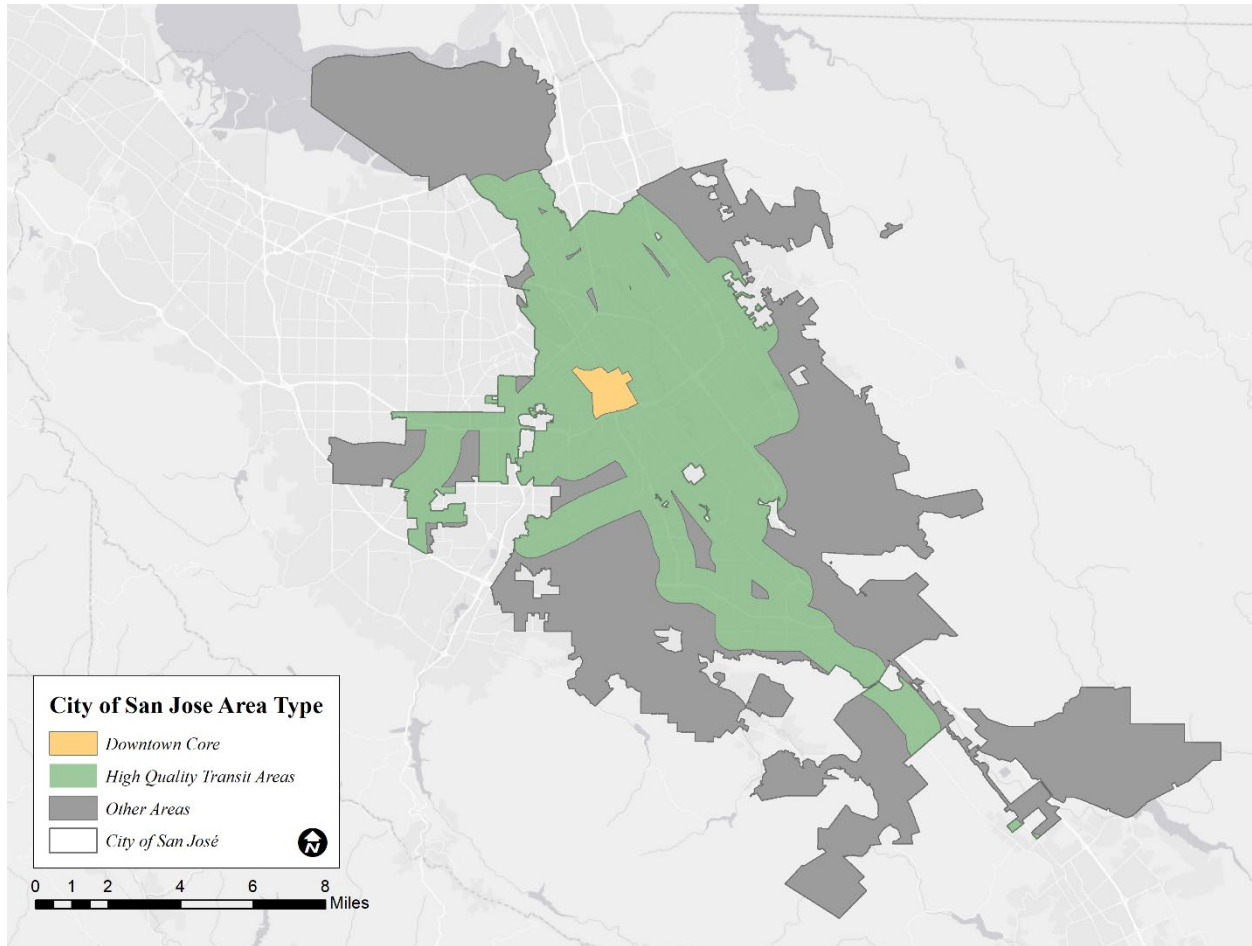 City of San Jose Area Type
Downtown Core
High Quality Transit Areas
Other Areas
City of San José
N
0 1 2 4 6 8
Miles